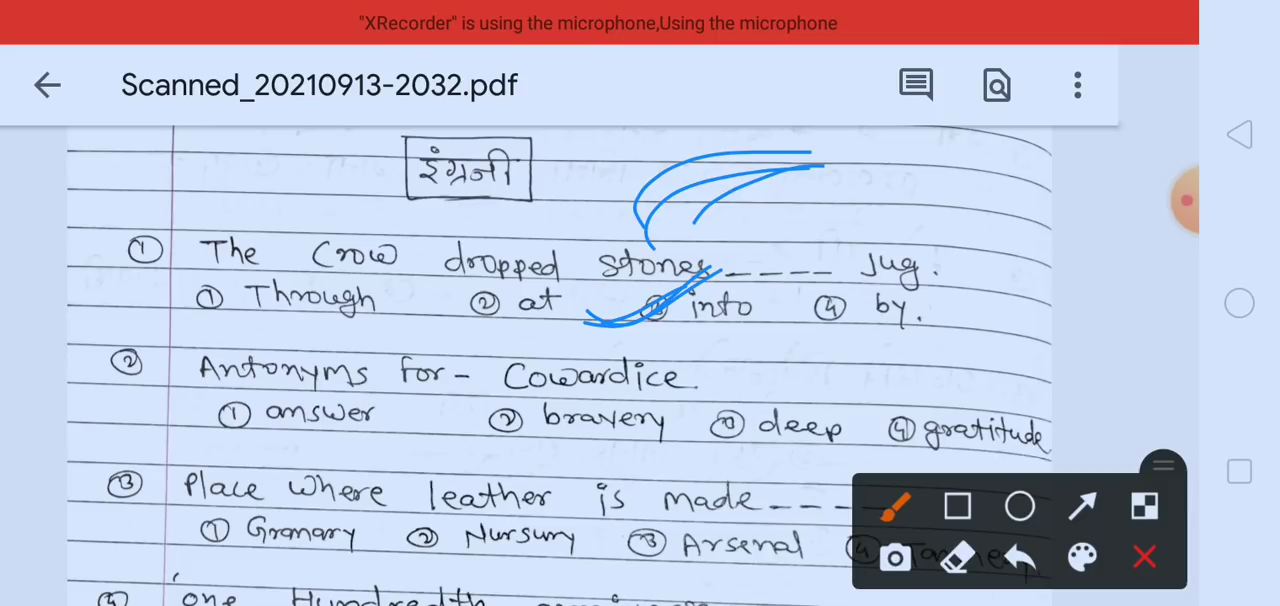 "XRecorder" is using the microphone,Using the microphone
Scanned_20210913-2032.pdf
इंग्रजी
① The Crow dropped stones ---- Jug.
① Through ② at ③ into ④ by.
② Antonyms for - Cowardice.
① answer ② bravery ③ deep ④ gratitude
③ Place where leather is made ---
① Granary ② Nursury ③ Arsenal
one Hundredth